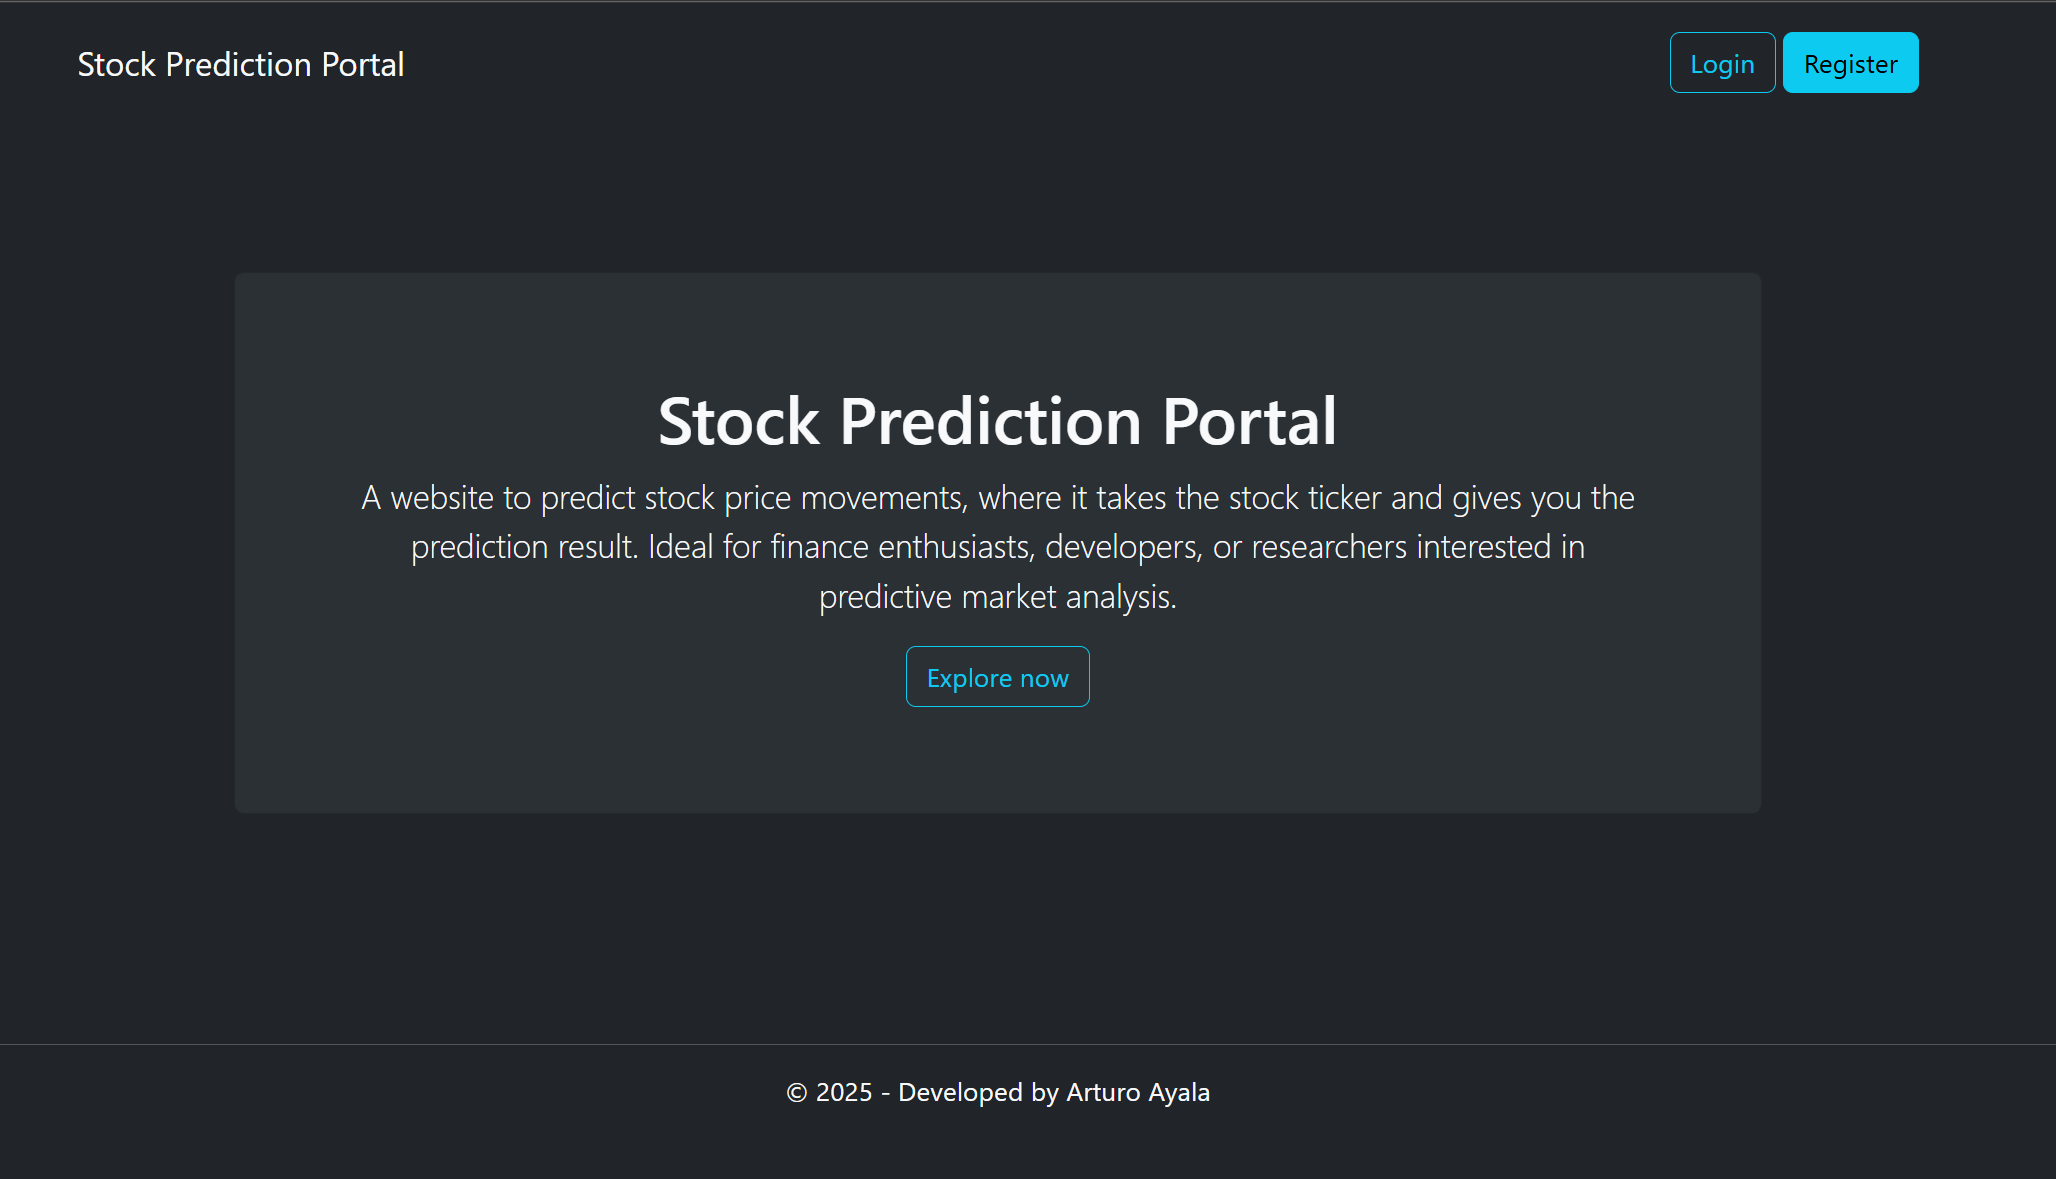 Stock Prediction Portal
Login
Register
Stock Prediction Portal
A website to predict stock price movements, where it takes the stock ticker and gives you the
prediction result. Ideal for finance enthusiasts, developers, or researchers interested in
predictive market analysis.
Explore now
© 2025 - Developed by Arturo Ayala